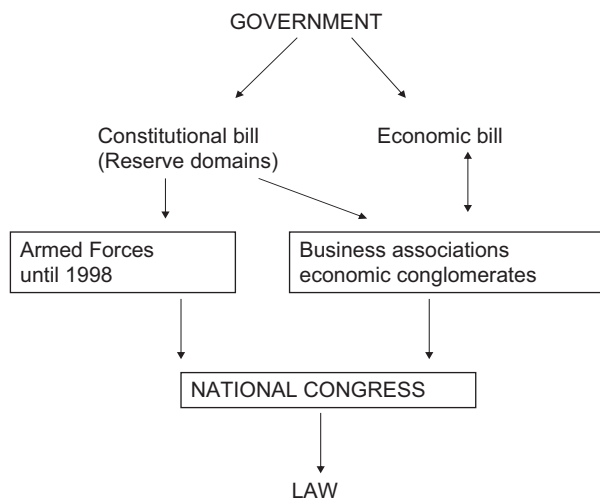 GOVERNMENT
Constitutional bill
(Reserve domains)
Economic bill
Armed Forces
until 1998
Business associations
economic conglomerates
NATIONAL CONGRESS
LAW